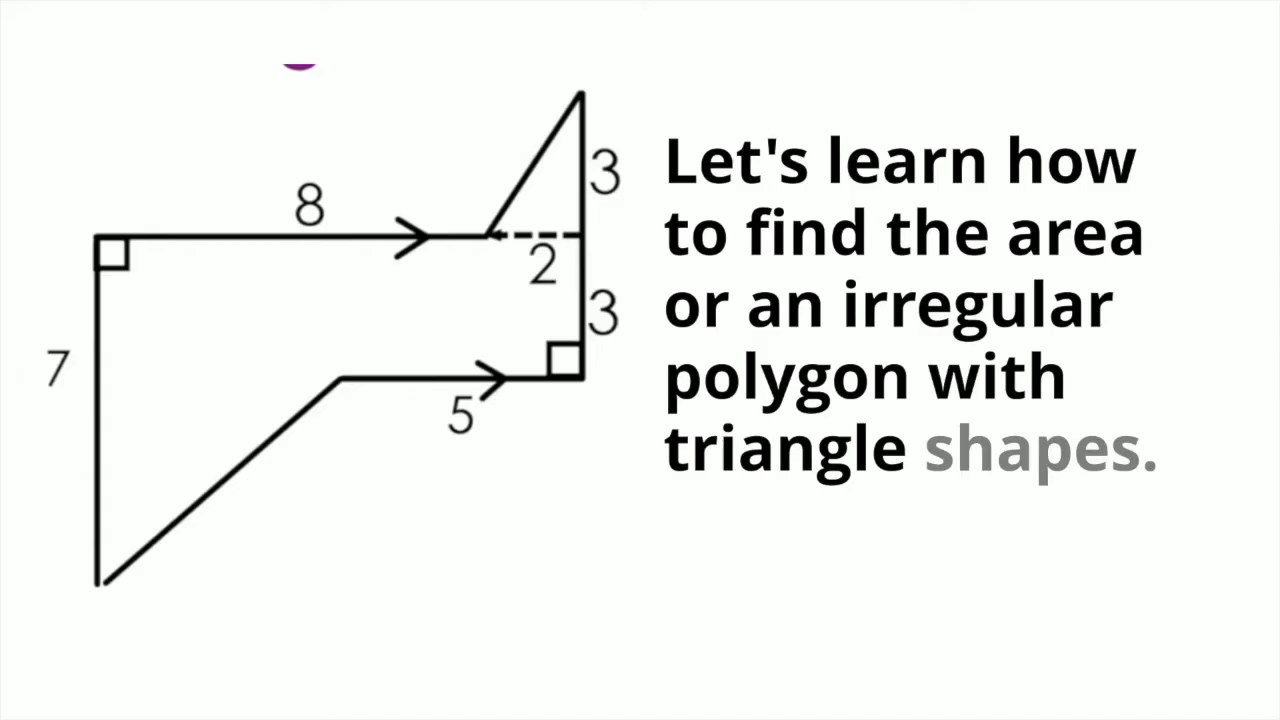 8
3
2
3
7
5
Let's learn how
to find the area
or an irregular
polygon with
triangle shapes.